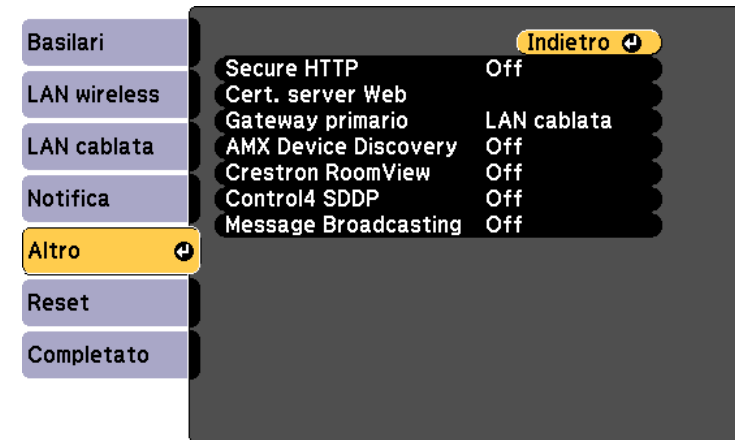 Basilari
LAN wireless
LAN cablata
Notifica
Altro
Reset
Completato
Indietro
Secure HTTP Off
Cert. server Web
Gateway primario LAN cablata
AMX Device Discovery Off
Crestron RoomView Off
Control4 SDDP Off
Message Broadcasting Off